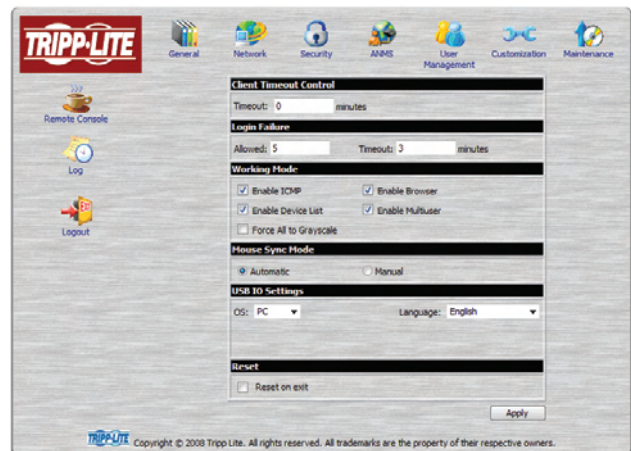 TRIPP·LITE
General
Network
Security
ANMS
User Management
Customization
Maintenance
Remote Console
Log
Logout
Client Timeout Control
Timeout: 0 minutes
Login Failure
Allowed: 5 Timeout: 3 minutes
Working Mode
Enable ICMP Enable Browser
Enable Device List Enable Multiuser
Force All to Grayscale
Mouse Sync Mode
Automatic Manual
USB IO Settings
OS: PC Language: English
Reset
Reset on exit
Apply
TRIPP·LITE Copyright © 2008 Tripp Lite. All rights reserved. All trademarks are the property of their respective owners.